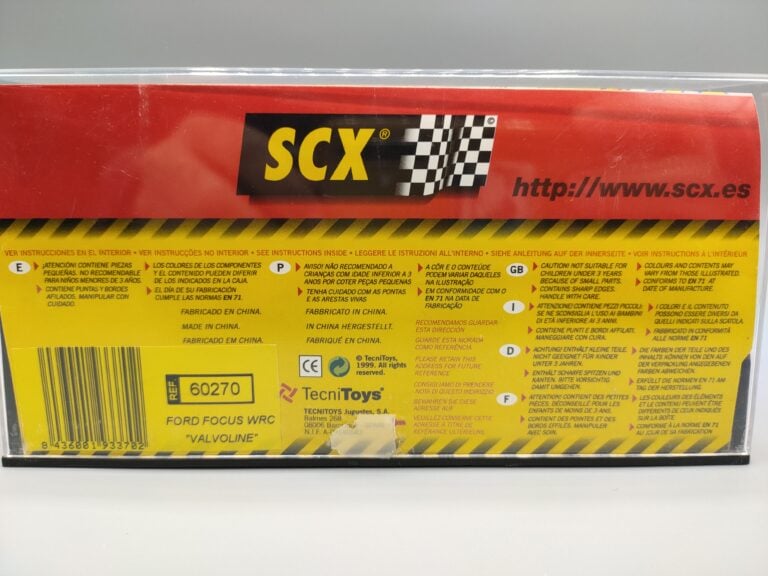 SCX®
©
http://www.scx.es
VER INSTRUCCIONES EN EL INTERIOR • VER INSTRUCÇÕES NO INTERIOR • SEE INSTRUCTIONS INSIDE • LEGGERE LE ISTRUZIONI ALL'INTERNO • SIEHE ANLEITUNG AUF DER INNERSEITE • VOIR INSTRUCTIONS À L'INTÉRIEUR
E
¡ATENCIÓN! CONTIENE PIEZAS
PEQUEÑAS. NO RECOMENDABLE
PARA NIÑOS MENORES DE 3 AÑOS.
CONTIENE PUNTAS Y BORDES
AFILADOS. MANIPULAR CON
CUIDADO.
LOS COLORES DE LOS COMPONENTES
Y EL CONTENIDO PUEDEN DIFERIR
DE LOS INDICADOS EN LA CAJA.
EL DÍA DE SU FABRICACIÓN
CUMPLE LAS NORMAS EN 71.
P
AVISO! NÃO RECOMENDADO A
CRIANÇAS COM IDADE INFERIOR A 3
ANOS POR COTER PEÇAS PEQUENAS
TENHA CUIDADO COM AS PONTAS
E AS ARESTAS VIVAS
A CÔR E O CONTEÚDE
PODEM VARIAR DAQUELES
NA ILUSTRAÇÃO
EM CONFORMIDADE COM O
EN 71 NA DATA DE
FABRICAÇÃO
GB
CAUTION! NOT SUITABLE FOR
CHILDREN UNDER 3 YEARS
BECAUSE OF SMALL PARTS.
CONTAINS SHARP EDGES.
HANDLE WITH CARE.
COLOURS AND CONTENTS MAY
VARY FROM THOSE ILLUSTRATED.
CONFORMS TO EN 71 AT
DATE OF MANUFACTURE.
I
ATTENZIONE! CONTIENE PEZZI PICCOLI.
SE NE SCONSIGLIA L'USO AI BAMBINI
DI ETÀ INFERIORE AI 3 ANNI.
CONTIENE PUNTI E BORDI AFFILATI,
MANEGGIARE CON CURA.
I COLORI E IL CONTENUTO
POSSONO ESSERE DIVERSI DA
QUELLI INDICATI SULLA SCATOLA.
FABBRICATO IN CONFORMITÀ
ALLE NORME EN 71
D
ACHTUNG! ENTHÄLT KLEINE TEILE.
NICHT GEEIGNET FÜR KINDER
UNTER 3 JAHREN.
ENTHÄLT SCHARFE SPITZEN UND
KANTEN. BITTE VORSICHTIG
DAMIT UMGEHEN.
DIE FARBEN DER TEILE UND DES
INHALTS KÖNNEN VON DEN AUF
DER VERPACKUNG ANGEGEBENEN
FARBEN ABWEICHEN.
ERFÜLLT DIE NORMEN EN 71 AM
TAG DER HERSTELLUNG
F
ATTENTION! CONTIENT DES PETITES
PIÈCES. DÉCONSEILLÉ POUR LES
ENFANTS DE MOINS DE 3 ANS.
CONTIENT DES POINTES ET DES
BORDS EFFILÉS. MANIPULER
AVEC SOIN.
LES COULEURS DES ÉLÉMENTS
ET LE CONTENU PEUVENT ÊTRE
DIFFÉRENTS DE CEUX INDIQUÉS
SUR LA BOÎTE.
CONFORME À LA NORME EN 71
AU JOUR DE SA FABRICATION
FABRICADO EN CHINA.
MADE IN CHINA.
FABRICADO EM CHINA.
FABBRICATO IN CHINA.
IN CHINA HERGESTELLT.
FABRIQUÉ EN CHINA.
CE
© TecniToys,
1999. All rights
reserved.
TecniToys®
TECNITOYS Juguetes, S.A.
Balmes 268
08006
N.I.F.
RECOMENDAMOS GUARDAR
ESTA DIRECCIÓN
GUARDE ESTA MORADA
COMO REFERÊNCIA.
PLEASE RETAIN THIS
ADDRESS FOR FUTURE
REFERENCE
CONSIGLIAMO DI PRENDERE
NOTA DI QUESTO INDIRIZZO
BEWAHREN SIE DIESE
ADRESSE AUF
VEUILLEZ CONSERVER CETTE
ADRESSE À TITRE DE
RÉFÉRENCE ULTÉRIEURE.
REF. 60270
FORD FOCUS WRC
"VALVOLINE"
8 436001 933702